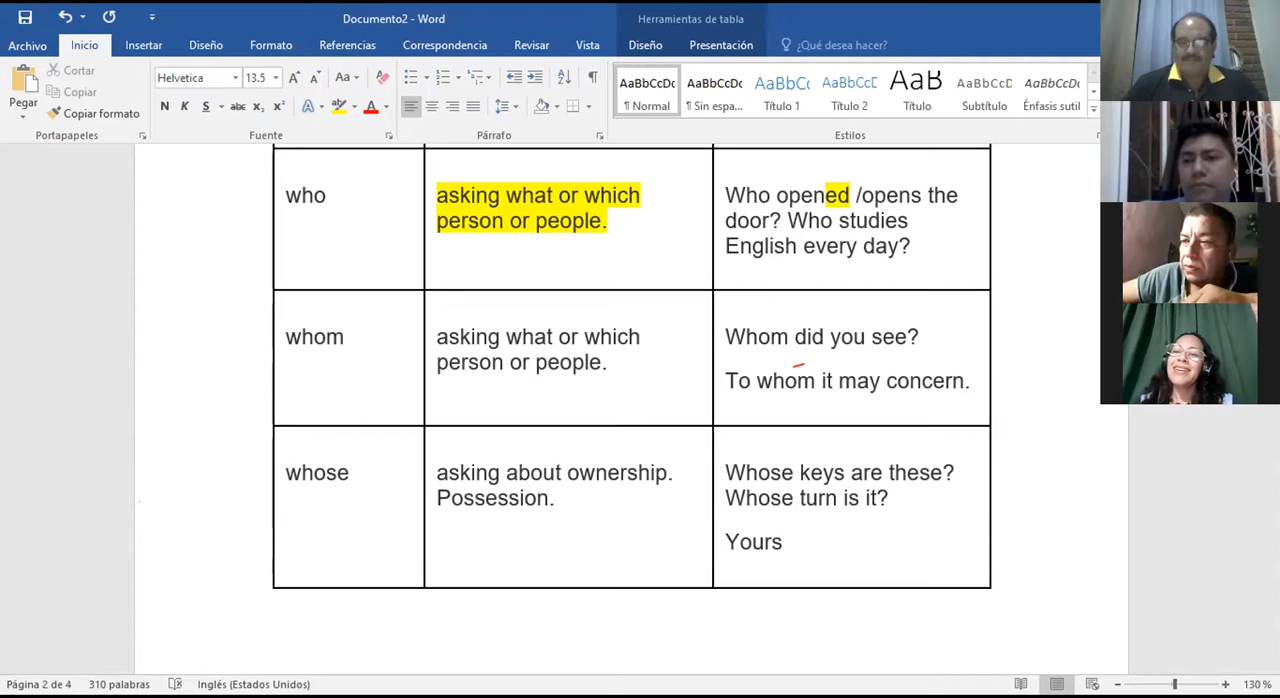 Documento2 - Word
Herramientas de tabla
Archivo
Inicio
Insertar
Diseño
Formato
Referencias
Correspondencia
Revisar
Vista
Diseño
Presentación
¿Qué desea hacer?
Pegar
Cortar
Copiar
Copiar formato
Portapapeles
Helvetica
13.5
N K S abc x₂ x²
Fuente
Párrafo
AaBbCcDc
¶ Normal
AaBbCcDc
¶ Sin espa...
AaBbCc
Título 1
AaBbCcD
Título 2
AaB
Título
AaBbCcD
Subtítulo
AaBbCcDc
Énfasis sutil
Estilos
who
asking what or which
person or people.
Who opened /opens the
door? Who studies
English every day?
whom
asking what or which
person or people.
Whom did you see?
To whom it may concern.
whose
asking about ownership.
Possession.
Whose keys are these?
Whose turn is it?
Yours
Página 2 de 4
310 palabras
Inglés (Estados Unidos)
130 %